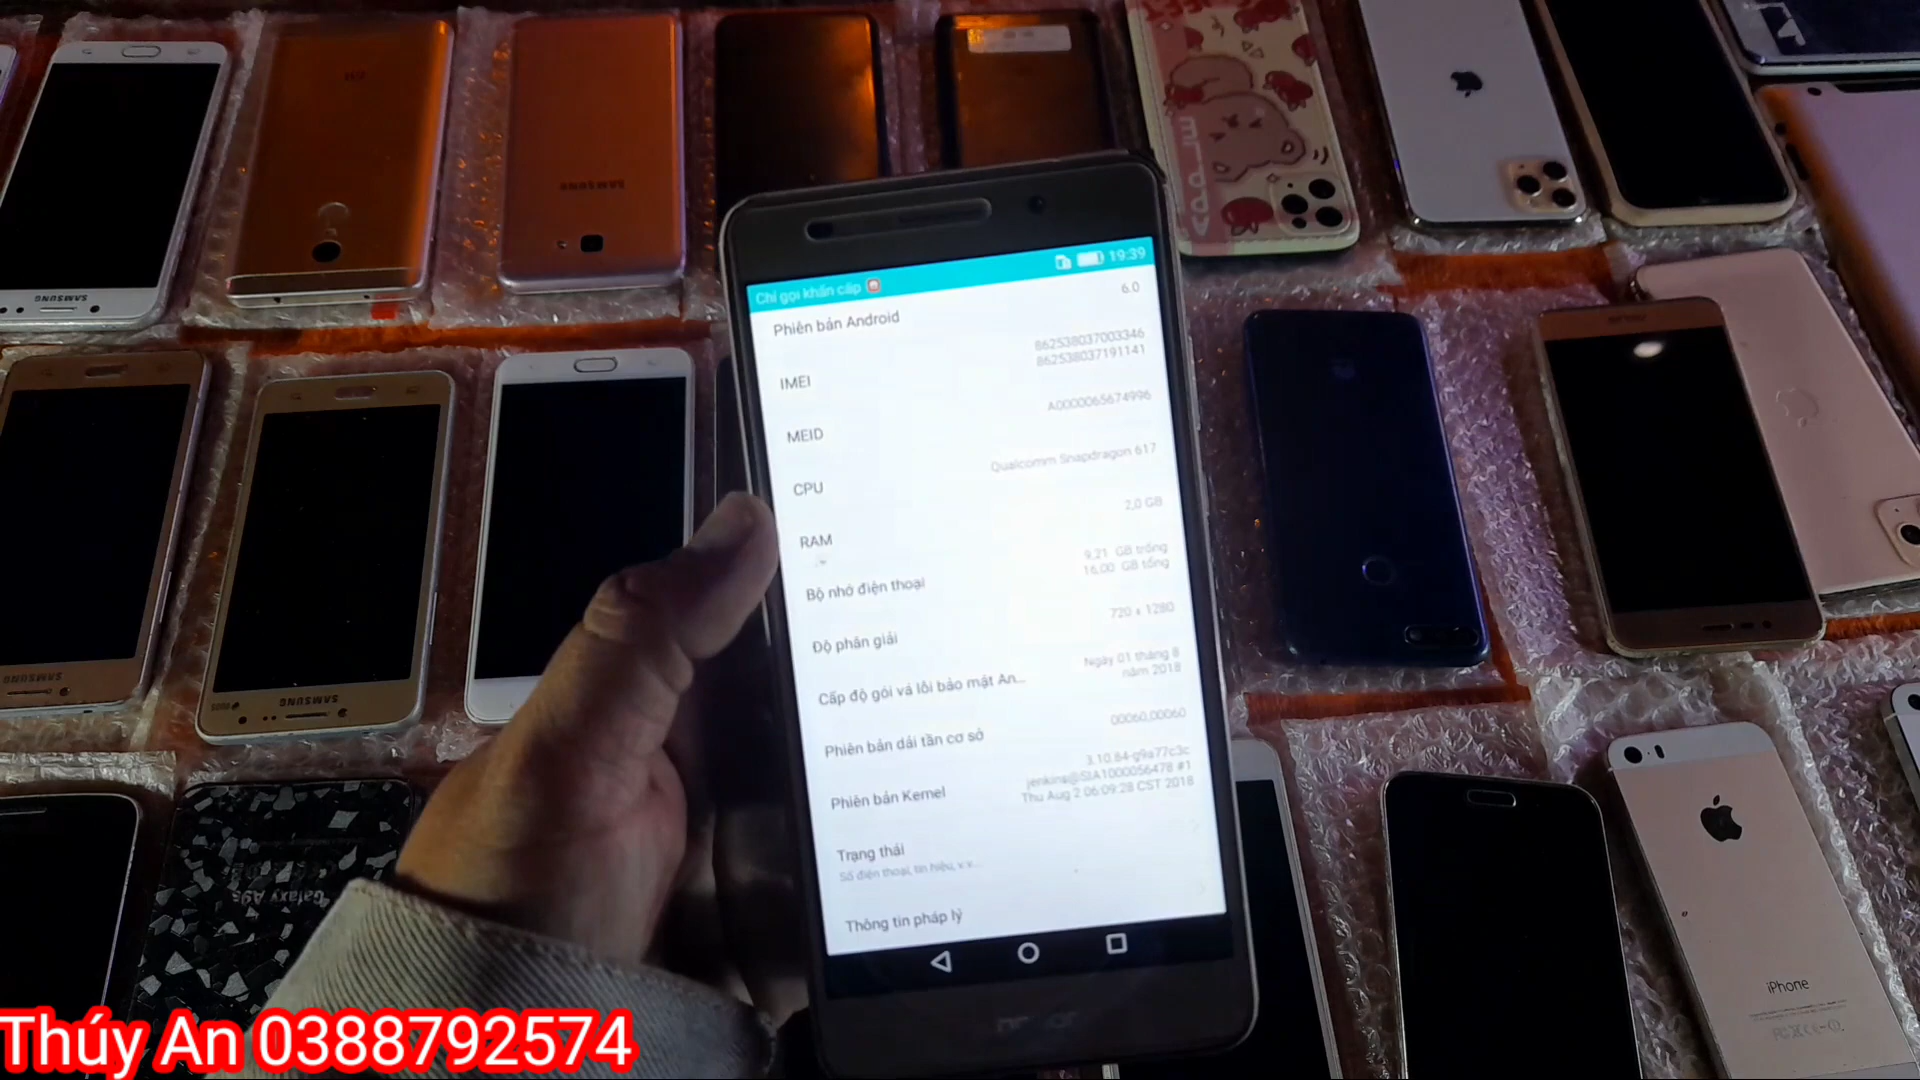 SAMSUNG
Chỉ gọi khẩn cấp
19:39
Phiên bản Android
6.0
IMEI
862538037003346
862538037191141
MEID
A0000065674996
CPU
Qualcomm Snapdragon 617
RAM
2,0 GB
Bộ nhớ điện thoại
9,21 GB trống
16,00 GB tổng
Độ phân giải
720 x 1280
Cấp độ gói vá lỗi bảo mật An...
Ngày 01 tháng 8
năm 2018
Phiên bản dải tần cơ sở
00060,00060
Phiên bản Kernel
3.10.84-g9a77c3c
jenkins@SIA1000056478 #1
Thu Aug 2 06:09:28 CST 2018
Trạng thái
Số điện thoại, tín hiệu, v.v...
Thông tin pháp lý
SAMSUNG
SAMSUNG
SAMSUNG
Galaxy A9s
iPhone
Thúy An 0388792574